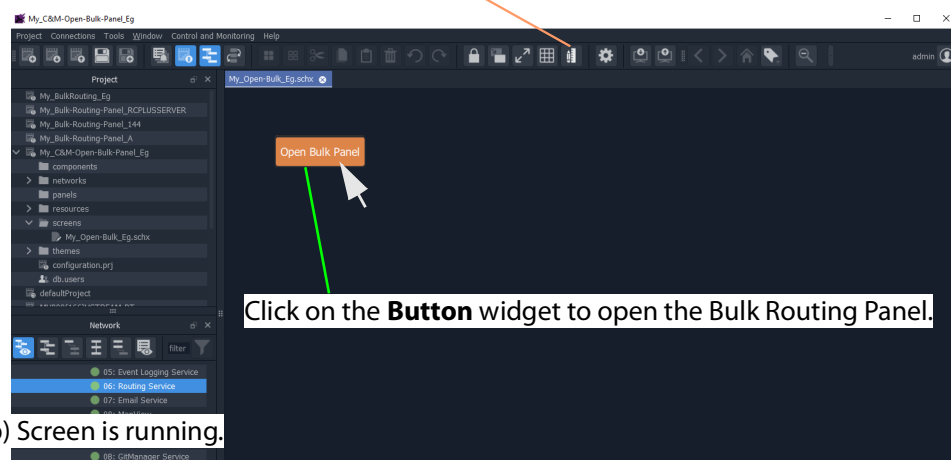 My_C&M-Open-Bulk-Panel_Eg
Project Connections Tools Window Control and Monitoring Help
admin
Project
My_Open-Bulk_Eg.schx
My_BulkRouting_Eg
My_Bulk-Routing-Panel_RCPLUSSERVER
My_Bulk-Routing-Panel_144
My_Bulk-Routing-Panel_A
My_C&M-Open-Bulk-Panel_Eg
components
networks
panels
resources
screens
My_Open-Bulk_Eg.schx
themes
configuration.prj
db.users
defaultProject
Open Bulk Panel
Click on the Button widget to open the Bulk Routing Panel.
Network
filter
05: Event Logging Service
06: Routing Service
07: Email Service
) Screen is running.
08: GitManager Service